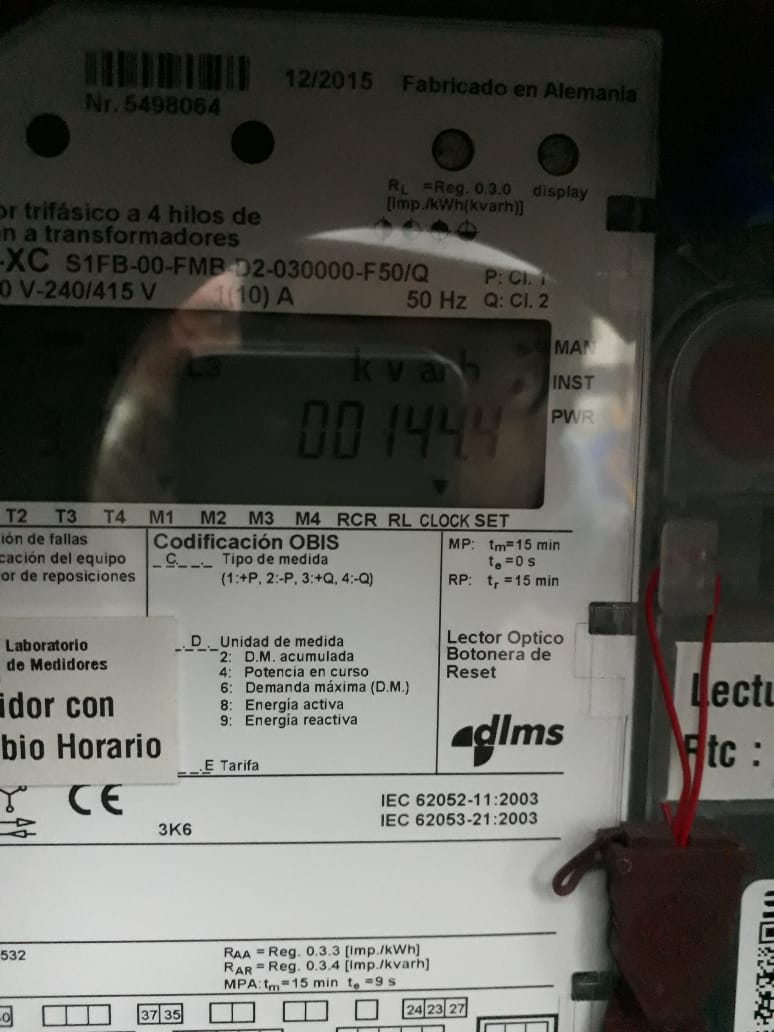 12/2015 Fabricado en Alemania
Nr. 5498064
RL =Reg. 0.3.0 display
[Imp./kWh(kvarh)]
or trifásico a 4 hilos de
n a transformadores
-XC S1FB-00-FMB-D2-030000-F50/Q P: Cl. 1
0 V-240/415 V 1(10) A 50 Hz Q: Cl. 2
MAN
kvarh
INST
00144.4
PWR
T2 T3 T4 M1 M2 M3 M4 RCR RL CLOCK SET
ión de fallas
cación del equipo
or de reposiciones
Codificación OBIS
_ C._._ Tipo de medida
(1:+P, 2:-P, 3:+Q, 4:-Q)
MP: tm=15 min
te=0 s
RP: tr=15 min
_._D_ Unidad de medida
2: D.M. acumulada
4: Potencia en curso
6: Demanda máxima (D.M.)
8: Energía activa
9: Energía reactiva
_ _._E Tarifa
Lector Optico
Botonera de
Reset
dlms
Laboratorio
de Medidores
idor con
bio Horario
Lectu
Rtc :
CE
3K6
IEC 62052-11:2003
IEC 62053-21:2003
532
RAA = Reg. 0.3.3 [Imp./kWh]
RAR = Reg. 0.3.4 [Imp./kvarh]
MPA: tm=15 min te=9 s
37 35
24 23 27